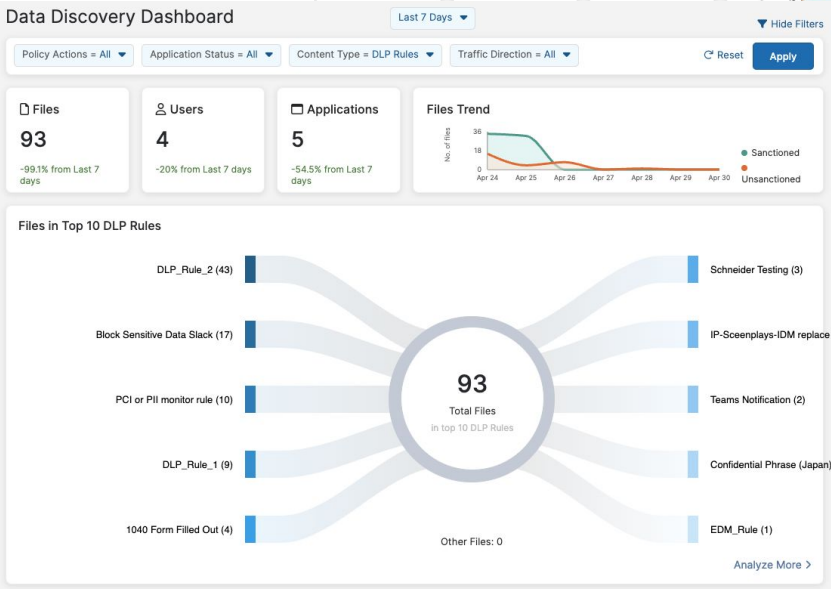 Data Discovery Dashboard
Last 7 Days
Hide Filters
Policy Actions = All
Application Status = All
Content Type = DLP Rules
Traffic Direction = All
Reset
Apply
Files
93
-99.1% from Last 7
days
Users
4
-20% from Last 7 days
Applications
5
-54.5% from Last 7
days
Files Trend
No. of files
36
18
0
Apr 24
Apr 25
Apr 26
Apr 27
Apr 28
Apr 29
Apr 30
Sanctioned
Unsanctioned
Files in Top 10 DLP Rules
DLP_Rule_2 (43)
Block Sensitive Data Slack (17)
PCI or PII monitor rule (10)
DLP_Rule_1 (9)
1040 Form Filled Out (4)
93
Total Files
in top 10 DLP Rules
Other Files: 0
Schneider Testing (3)
IP-Sceenplays-IDM replace
Teams Notification (2)
Confidential Phrase (Japan)
EDM_Rule (1)
Analyze More